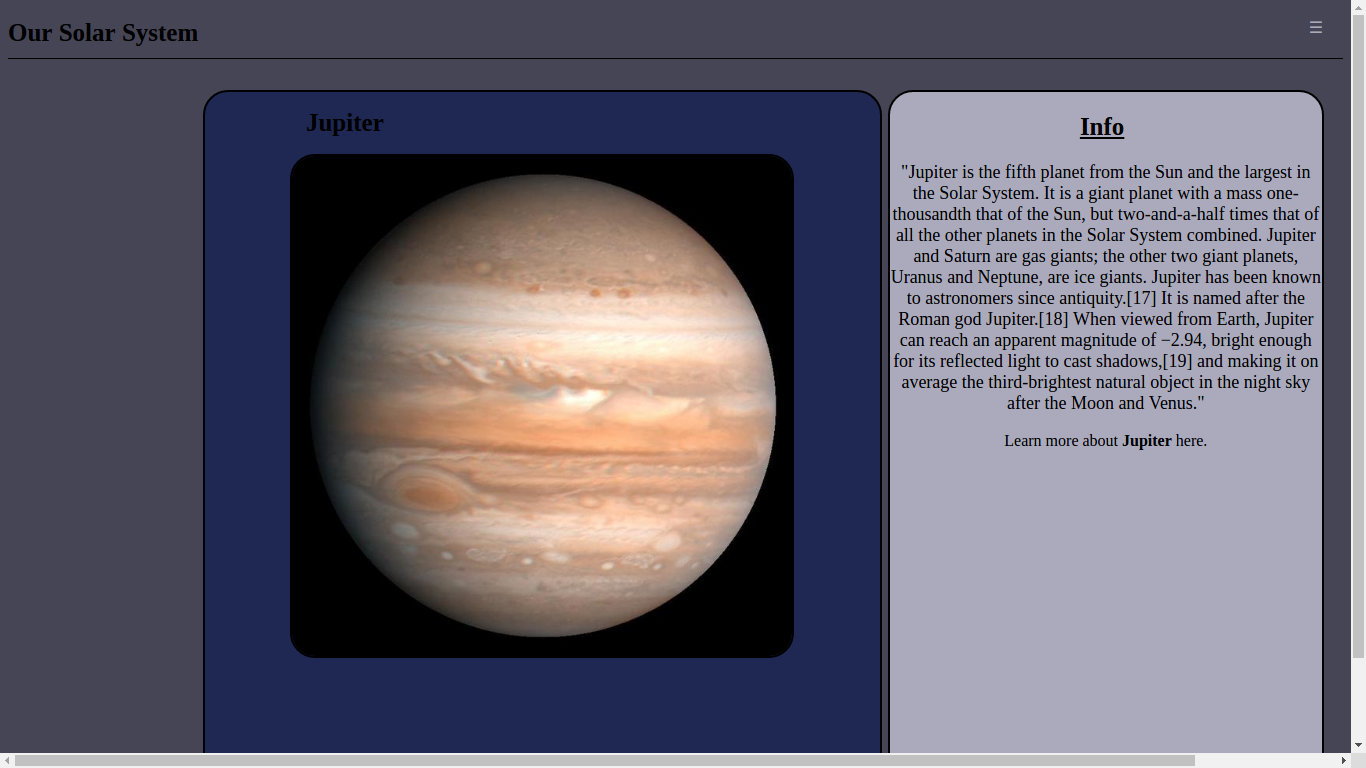 Our Solar System
☰
Jupiter
Info
"Jupiter is the fifth planet from the Sun and the largest in
the Solar System. It is a giant planet with a mass one-
thousandth that of the Sun, but two-and-a-half times that of
all the other planets in the Solar System combined. Jupiter
and Saturn are gas giants; the other two giant planets,
Uranus and Neptune, are ice giants. Jupiter has been known
to astronomers since antiquity.[17] It is named after the
Roman god Jupiter.[18] When viewed from Earth, Jupiter
can reach an apparent magnitude of −2.94, bright enough
for its reflected light to cast shadows,[19] and making it on
average the third-brightest natural object in the night sky
after the Moon and Venus."
Learn more about Jupiter here.